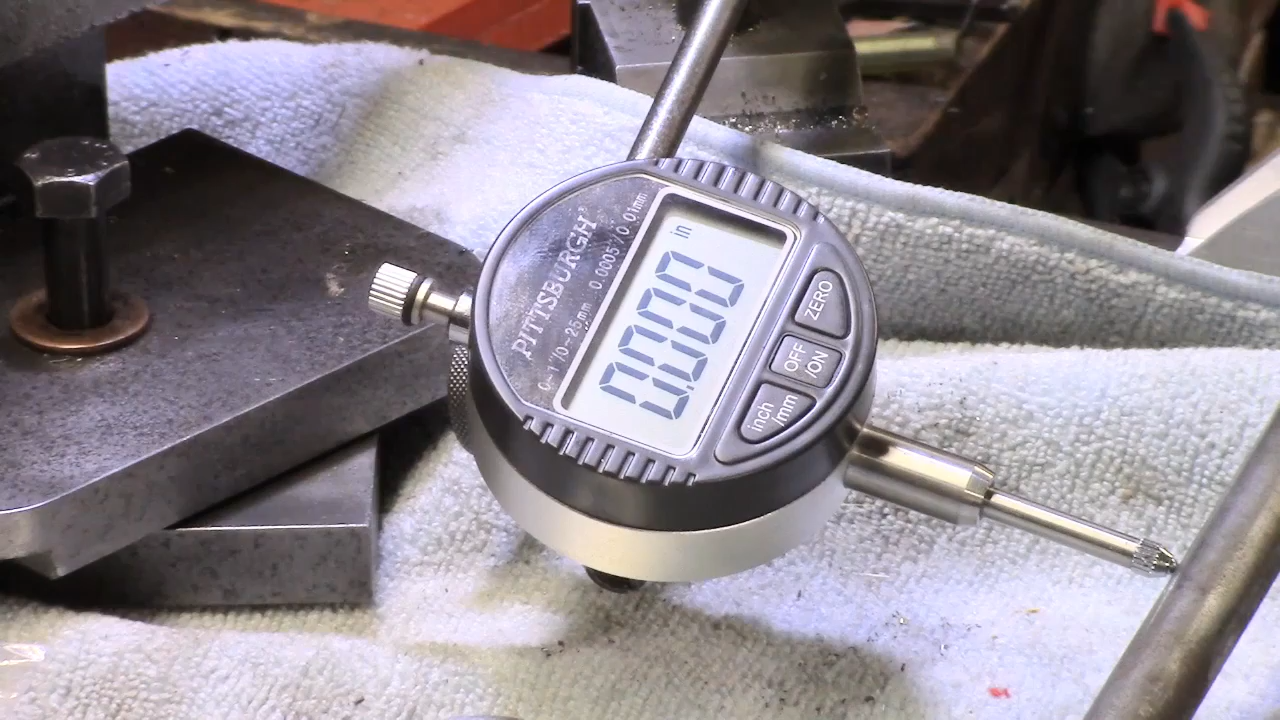 PITTSBURGH®
0-1"/0-25mm 0.0005"/0.01mm
in
0.000
ZERO
OFF
/ON
inch
/mm